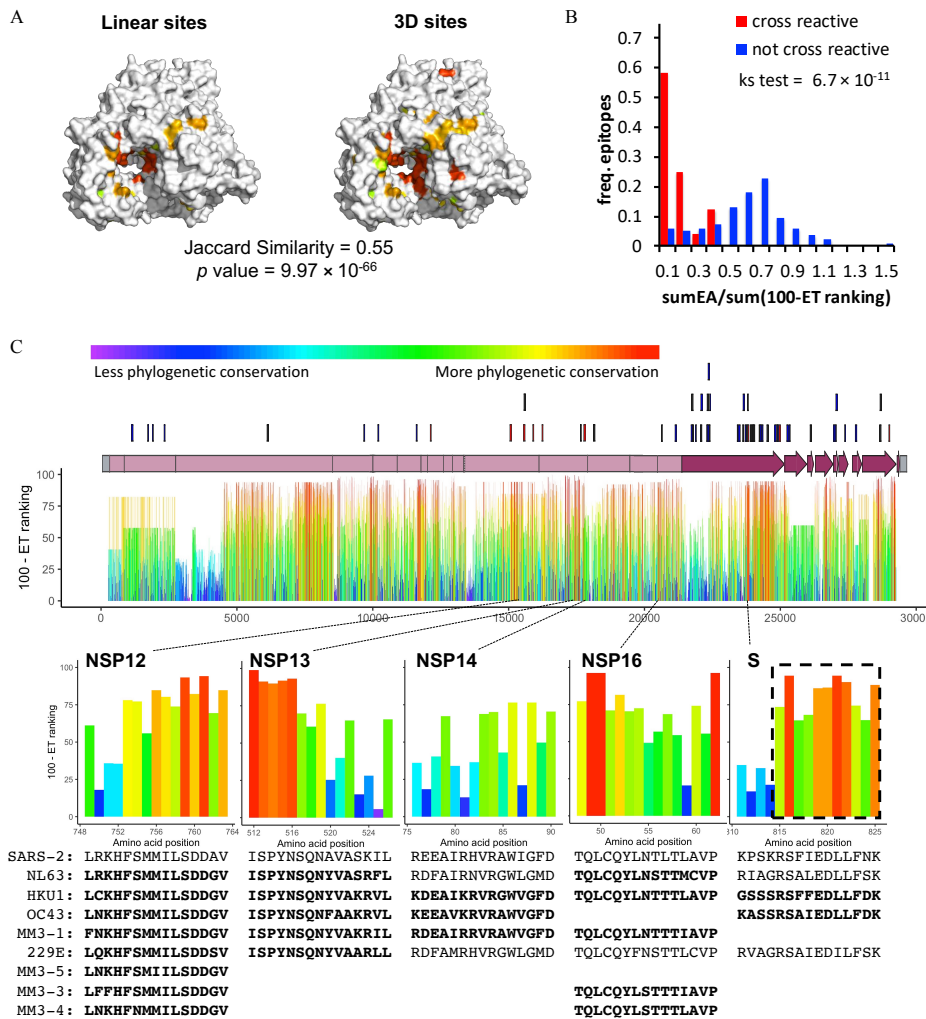 A
Linear sites
3D sites
Jaccard Similarity = 0.55
p value = 9.97 × 10-66
B
cross reactive
not cross reactive
ks test = 6.7 × 10-11
freq. epitopes
0.7
0.6
0.5
0.4
0.3
0.2
0.1
0
0.1 0.3 0.5 0.7 0.9 1.1 1.3 1.5
sumEA/sum(100-ET ranking)
C
Less phylogenetic conservation
More phylogenetic conservation
100 - ET ranking
100
75
50
25
0
0 5000 10000 15000 20000 25000 30000
NSP12 NSP13 NSP14 NSP16 S
100 - ET ranking
100
75
50
25
0
748 752 756 760 764
512 516 520 524
75 80 85 90
50 55 60
310 815 820 825
Amino acid position Amino acid position Amino acid position Amino acid position Amino acid position
SARS-2: LRKHFSMMILSDDAV ISPYNSQNAVASKIL REEAIRHVRAWIGFD TQLCQYLNTLTLAVP KPSKRSFIEDLLFNK
NL63: LRKHFSMMILSDDGV ISPYNSQNYVASRFL RDFAIRNVRGWLGMD TQLCQYLNSTTMCVP RIAGRSALEDLLFSK
HKU1: LCKHFSMMILSDDGV ISPYNSQNYVAKRVL KDEAIKRVRAWVGFD TQLCQYLNTTTLAVP GSSSRSFFEDLLFDK
OC43: LNKHFSMMILSDDGV ISPYNSQNFAAKRVL KEEAVKRVRAWVGFD KASSRSAIEDLLFDK
MM3-1: FNKHFSMMILSDDGV ISPYNSQNYVAKRIL RDEAIRRVRAWVGFD TQLCQYLNTTTIAVP
229E: LQKHFSMMILSDDSV ISPYNSQNYVAARLL RDFAMRHVRGWLGMD TQLCQYFNSTTLCVP RVAGRSAIEDILFSK
MM3-5: LNKHFSMIILSDDGV
MM3-3: LFFHFSMMILSDDGV TQLCQYLSTTTIAVP
MM3-4: LNKHFNMMILSDDGV TQLCQYLSTTTLAVP